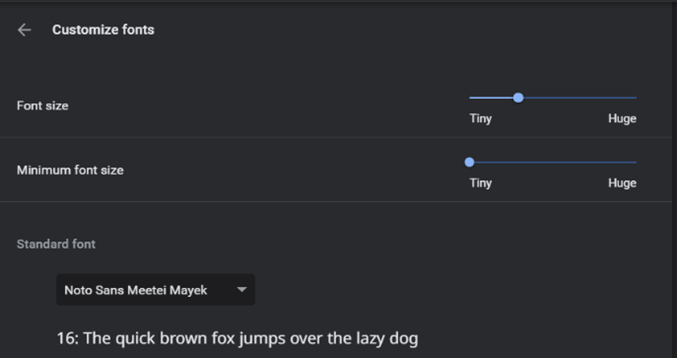 Customize fonts
Font size
Tiny Huge
Minimum font size
Tiny Huge
Standard font
Noto Sans Meetei Mayek
16: The quick brown fox jumps over the lazy dog